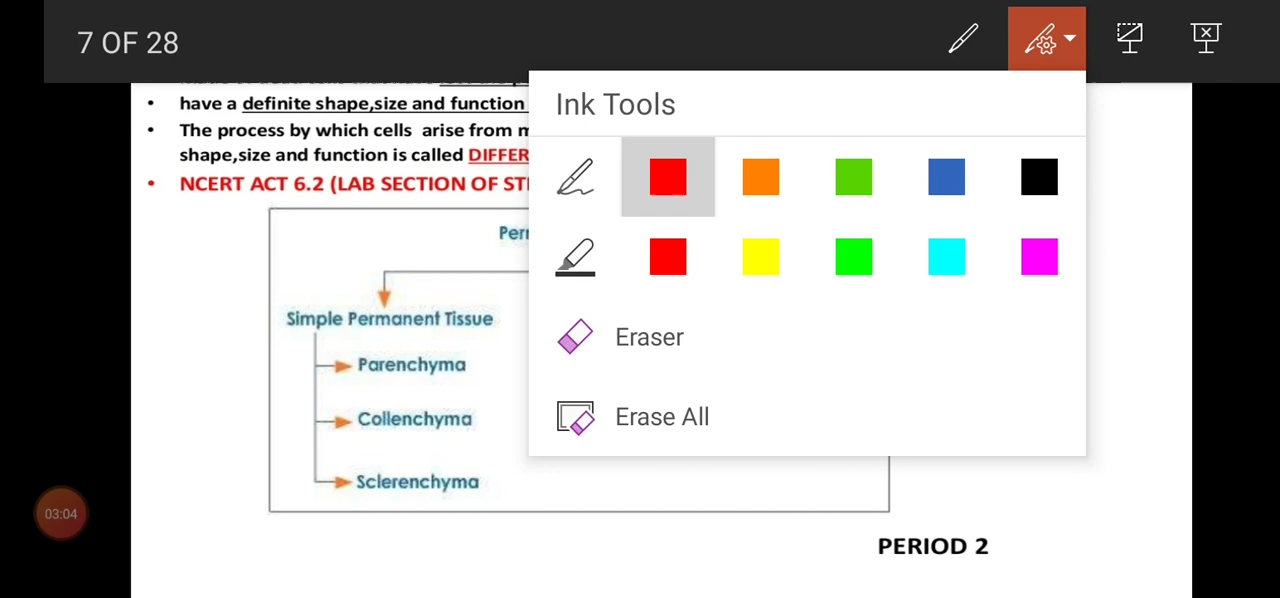 7 OF 28
have a definite shape,size and function
• The process by which cells arise from
shape,size and function is called
• NCERT ACT 6.2 (LAB SECTION OF
Simple Permanent Tissue
Parenchyma
Collenchyma
Sclerenchyma
PERIOD 2
Ink Tools
Eraser
Erase All
03:04